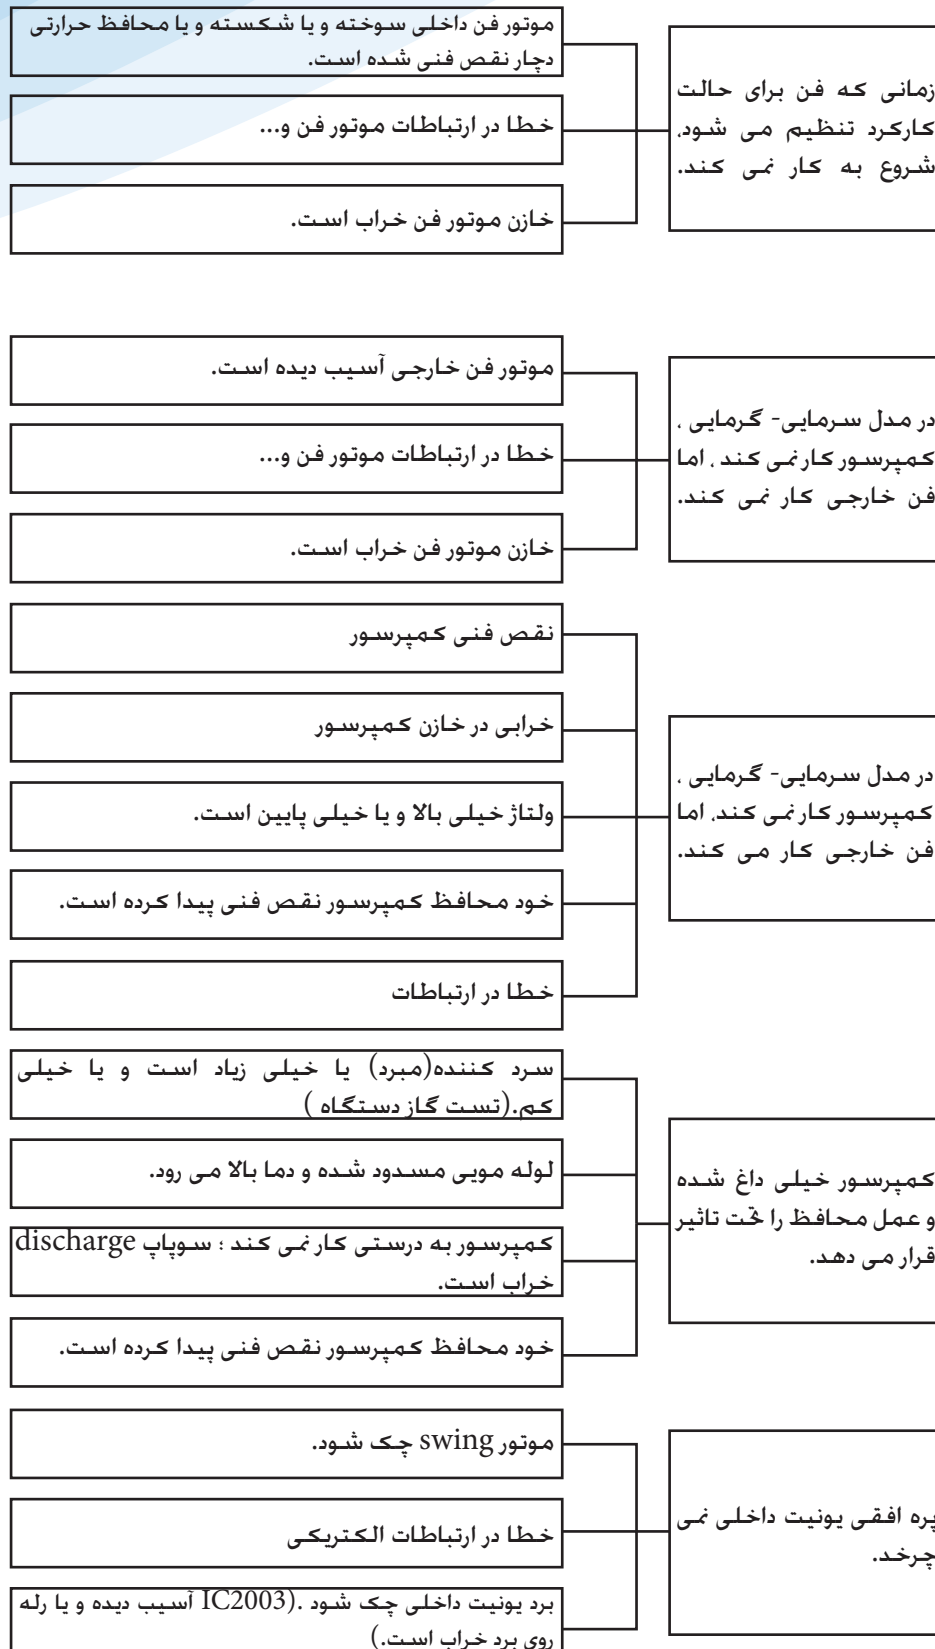 زمانی که فن برای حالت
کارکرد تنظیم می شود،
شروع به کار نمی کند.
موتور فن داخلی سوخته و یا شکسته و یا محافظ حرارتی
دچار نقص فنی شده است.
خطا در ارتباطات موتور فن و...
خازن موتور فن خراب است.
در مدل سرمایی- گرمایی ،
کمپرسور کارنمی کند ، اما
فن خارجی کار نمی کند.
موتور فن خارجی آسیب دیده است.
خطا در ارتباطات موتور فن و...
خازن موتور فن خراب است.
در مدل سرمایی- گرمایی ،
کمپرسور کارنمی کند، اما
فن خارجی کار می کند.
نقص فنی کمپرسور
خرابی در خازن کمپرسور
ولتاژ خیلی بالا و یا خیلی پایین است.
خود محافظ کمپرسور نقص فنی پیدا کرده است.
خطا در ارتباطات
کمپرسور خیلی داغ شده
و عمل محافظ را تحت تاثیر
قرار می دهد.
سرد کننده(مبرد) یا خیلی زیاد است و یا خیلی
کم.(تست گاز دستگاه )
لوله مویی مسدود شده و دما بالا می رود.
کمپرسور به درستی کارنمی کند ؛ سوپاپ discharge
خراب است.
خود محافظ کمپرسور نقص فنی پیدا کرده است.
پره افقی یونیت داخلی نمی
چرخد.
موتور swing چک شود.
خطا در ارتباطات الکتریکی
برد یونیت داخلی چک شود .(IC2003 آسیب دیده و یا رله
روی برد خراب است.)